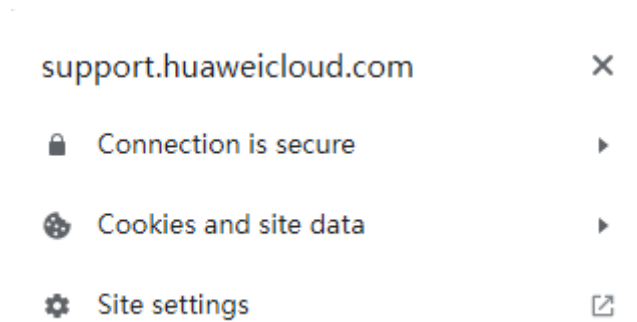 support.huaweicloud.com
Connection is secure
Cookies and site data
Site settings